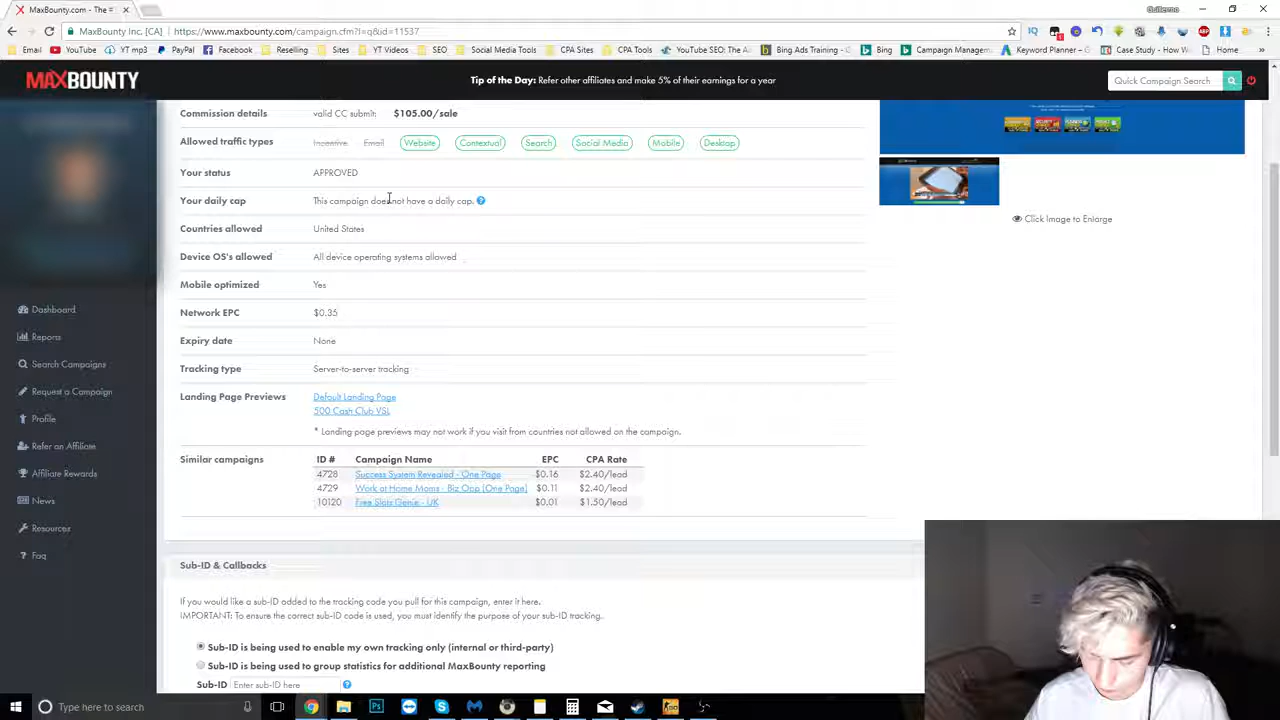 MaxBounty.com - The #
Guillermo
MaxBounty Inc. [CA] https://www.maxbounty.com/campaign.cfm?l=q&id=11537
Email YouTube YT mp3 PayPal Facebook Reselling Sites YT Videos SEO Social Media Tools CPA Sites CPA Tools YouTube SEO: The Bing Ads Training - Bing Campaign Managem Keyword Planner - Case Study - How W Home
MAXBOUNTY
Tip of the Day: Refer other affiliates and make 5% of their earnings for a year
Quick Campaign Search
Commission details valid CC submit: $105.00/sale
Allowed traffic types Incentive Email Website Contextual Search Social Media Mobile Desktop
Your status APPROVED
Your daily cap This campaign does not have a daily cap.
Click Image to Enlarge
Countries allowed United States
Device OS's allowed All device operating systems allowed
Mobile optimized Yes
Network EPC $0.35
Expiry date None
Tracking type Server-to-server tracking
Landing Page Previews Default Landing Page
500 Cash Club VSL
* Landing page previews may not work if you visit from countries not allowed on the campaign.
Similar campaigns ID # Campaign Name EPC CPA Rate
4728 Success System Revealed - One Page $0.16 $2.40/lead
4729 Work at Home Moms - Biz Opp (One Page) $0.11 $2.40/lead
10120 Free Slots Genie - UK $0.01 $1.50/lead
Dashboard
Reports
Search Campaigns
Request a Campaign
Profile
Refer an Affiliate
Affiliate Rewards
News
Resources
Faq
Sub-ID & Callbacks
If you would like a sub-ID added to the tracking code you pull for this campaign, enter it here.
IMPORTANT: To ensure the correct sub-ID code is used, you must identify the purpose of your sub-ID tracking.
Sub-ID is being used to enable my own tracking only (internal or third-party)
Sub-ID is being used to group statistics for additional MaxBounty reporting
Sub-ID Enter sub-ID here
Type here to search